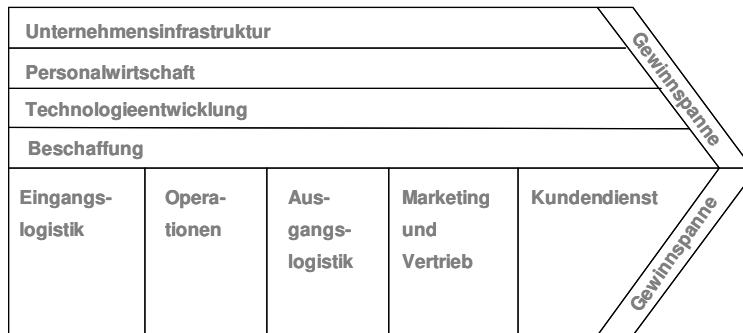 Unternehmensinfrastruktur
Personalwirtschaft
Technologieentwicklung
Beschaffung
Gewinnspanne
Eingangs-
logistik
Opera-
tionen
Aus-
gangs-
logistik
Marketing
und
Vertrieb
Kundendienst
Gewinnspanne